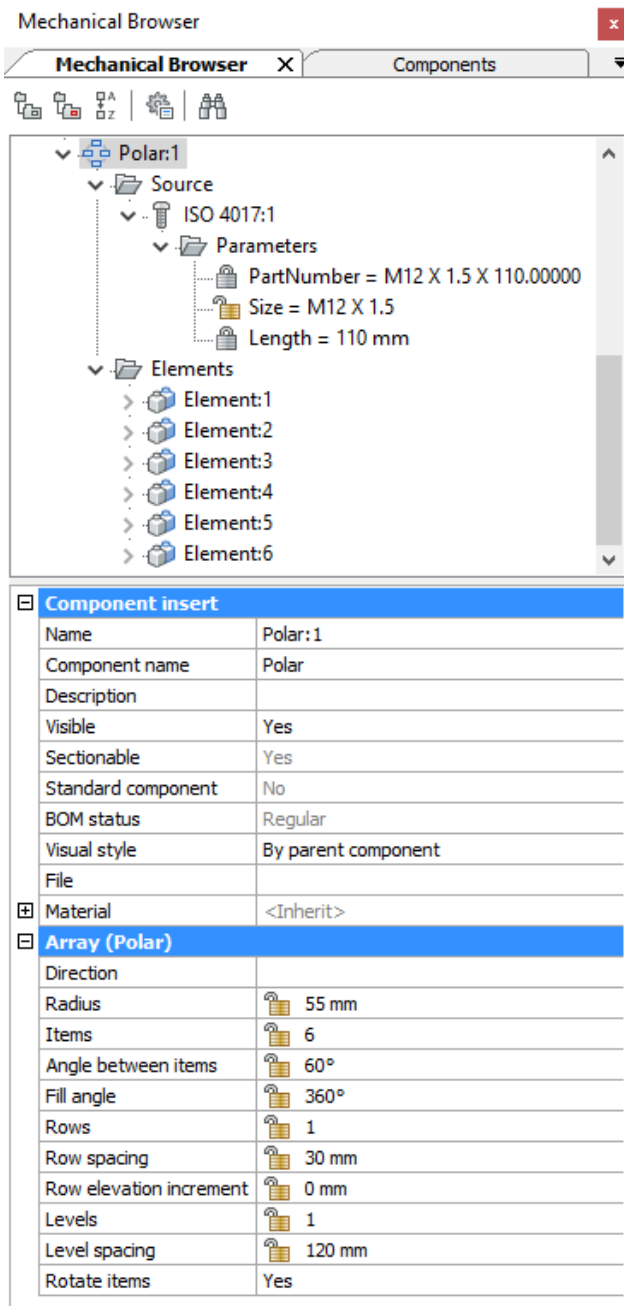 Mechanical Browser
Mechanical Browser
Components
Polar:1
Source
ISO 4017:1
Parameters
PartNumber = M12 X 1.5 X 110.00000
Size = M12 X 1.5
Length = 110 mm
Elements
Element:1
Element:2
Element:3
Element:4
Element:5
Element:6
Component insert
Name Polar:1
Component name Polar
Description
Visible Yes
Sectionable Yes
Standard component No
BOM status Regular
Visual style By parent component
File
Material <Inherit>
Array (Polar)
Direction
Radius 55 mm
Items 6
Angle between items 60°
Fill angle 360°
Rows 1
Row spacing 30 mm
Row elevation increment 0 mm
Levels 1
Level spacing 120 mm
Rotate items Yes